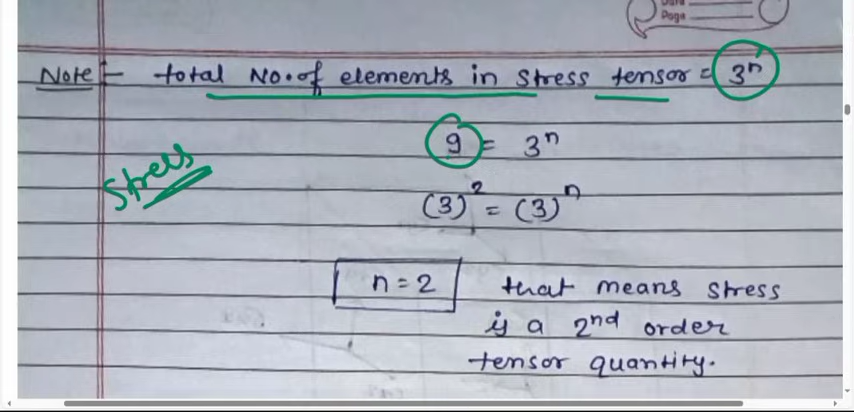 Page
Note :- total No. of elements in stress tensor = 3ⁿ
9 = 3ⁿ
Stress
(3)² = (3)ⁿ
n = 2 that means stress
is a 2nd order
tensor quantity.